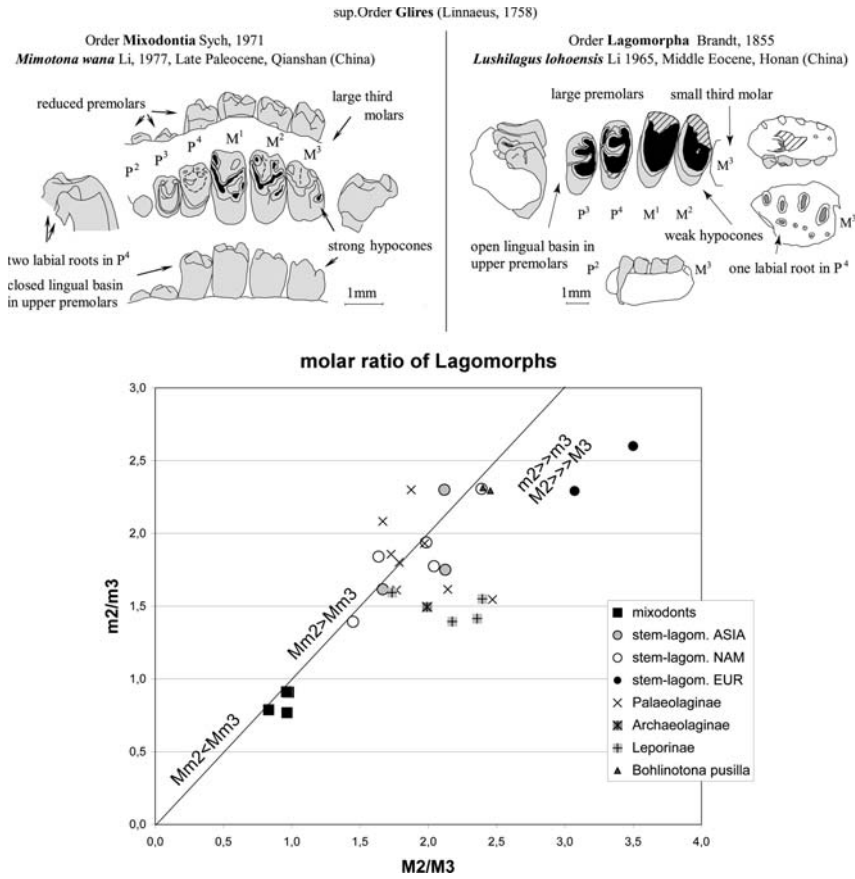 sup.Order Glires (Linnaeus, 1758)
Order Mixodontia Sych, 1971
Mimotona wana Li, 1977, Late Paleocene, Qianshan (China)
reduced premolars
large third
molars
P² P³ P⁴ M¹ M² M³
two labial roots in P⁴
strong hypocones
closed lingual basin
in upper premolars
1mm
Order Lagomorpha Brandt, 1855
Lushilagus lohoensis Li 1965, Middle Eocene, Honan (China)
large premolars
small third molar
M³
P³ P⁴ M¹ M²
M³
open lingual basin in
upper premolars
weak hypocones
P² M³
one labial root in P⁴
1mm
molar ratio of Lagomorphs
3,0
2,5
2,0
1,5
1,0
0,5
0,0
m2/m3
m2>>m3
M2>>>M3
Mm2>Mm3
Mm2<Mm3
mixodonts
stem-lagom. ASIA
stem-lagom. NAM
stem-lagom. EUR
Palaeolaginae
Archaeolaginae
Leporinae
Bohlinotona pusilla
0,0 0,5 1,0 1,5 2,0 2,5 3,0 3,5 4,0
M2/M3